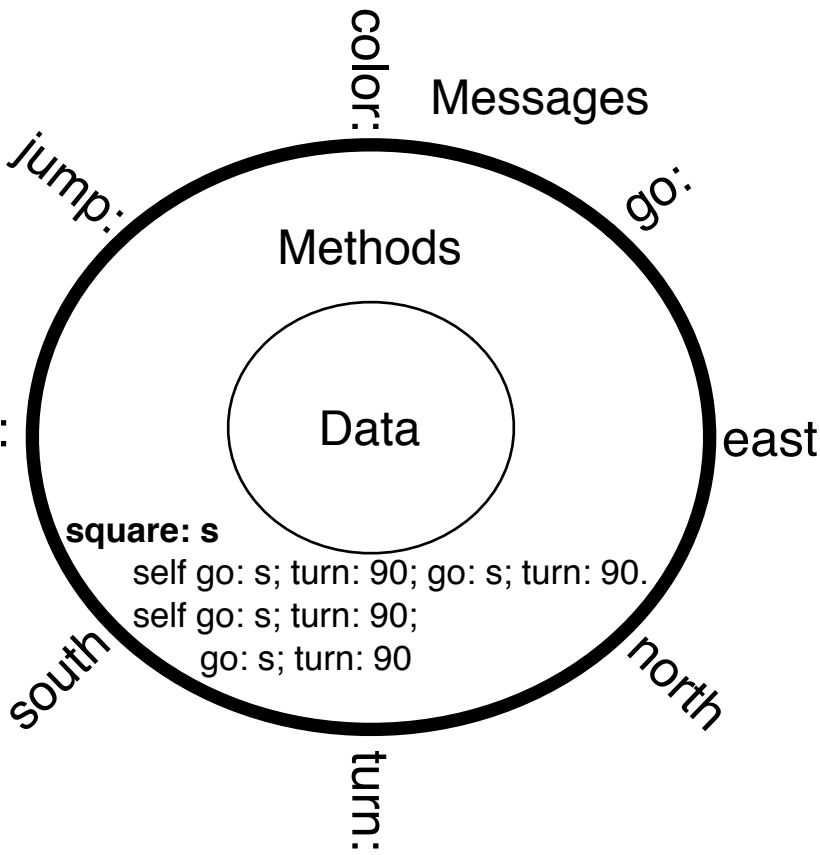 color:
Messages
jump:
go:
Methods
Data
:
east
square: s
self go: s; turn: 90; go: s; turn: 90.
self go: s; turn: 90;
go: s; turn: 90
south
north
turn: